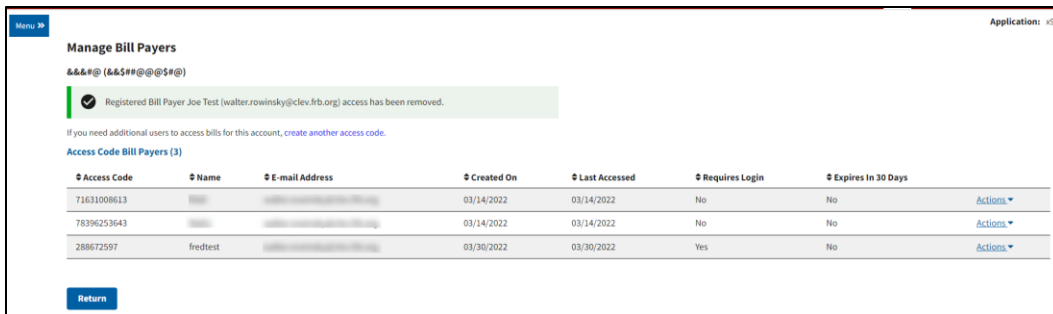 Menu »
Application:
Manage Bill Payers
&&&#@ (&&$##@@@$#@)
Registered Bill Payer Joe Test (walter.rowinsky@clev.frb.org) access has been removed.
If you need additional users to access bills for this account, create another access code.
Access Code Bill Payers (3)
Access Code Name E-mail Address Created On Last Accessed Requires Login Expires In 30 Days
71631008613 03/14/2022 03/14/2022 No No Actions
78396253643 03/14/2022 03/14/2022 No No Actions
288672597 fredtest 03/30/2022 03/30/2022 Yes No Actions
Return